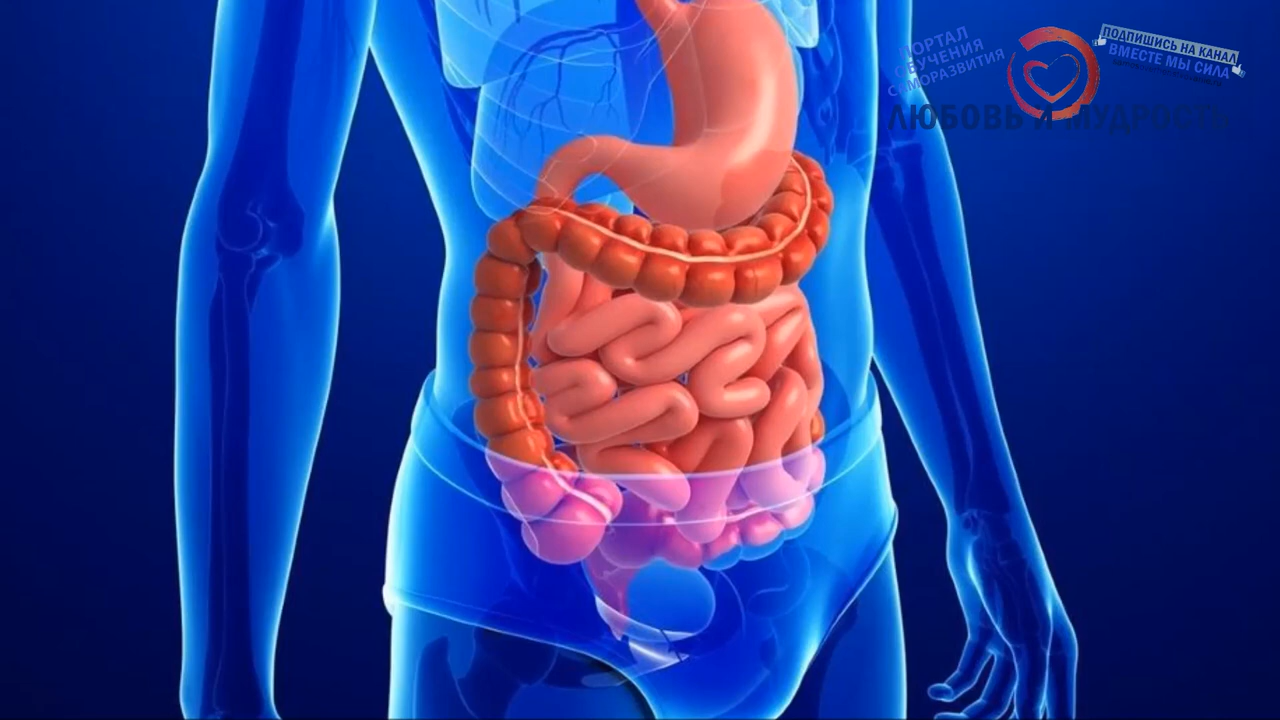 ПОРТАЛ
ОБУЧЕНИЯ
САМОРАЗВИТИЯ
ПОДПИШИСЬ НА КАНАЛ
ВМЕСТЕ МЫ СИЛА
ЛЮБОВЬ И МУДРОСТЬ